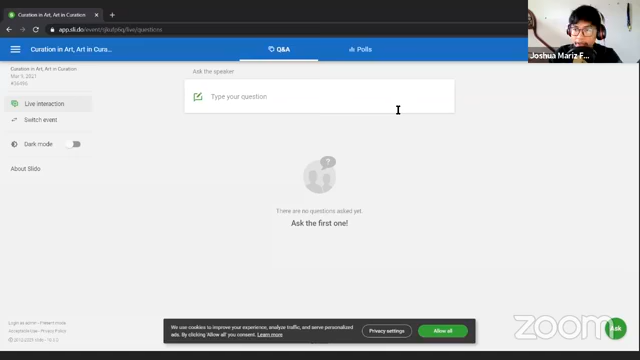 Curation in Art, Art in Cura...
app.sli.do/event/
/live/questions
Curation in Art, Art in Cura...
Q&A
Polls
Joshua Mariz F...
Curation in Art, Art in Curation
Mar 5, 2021
Ask the speaker
Type your question
Live interaction
Switch event
Dark mode
About Slido
?
There are no questions asked yet.
Ask the first one!
We use cookies to improve your experience, analyze traffic, and serve personalized
ads. By clicking 'Allow all' you consent. Learn more
Privacy settings
Allow all
zoom
Ask